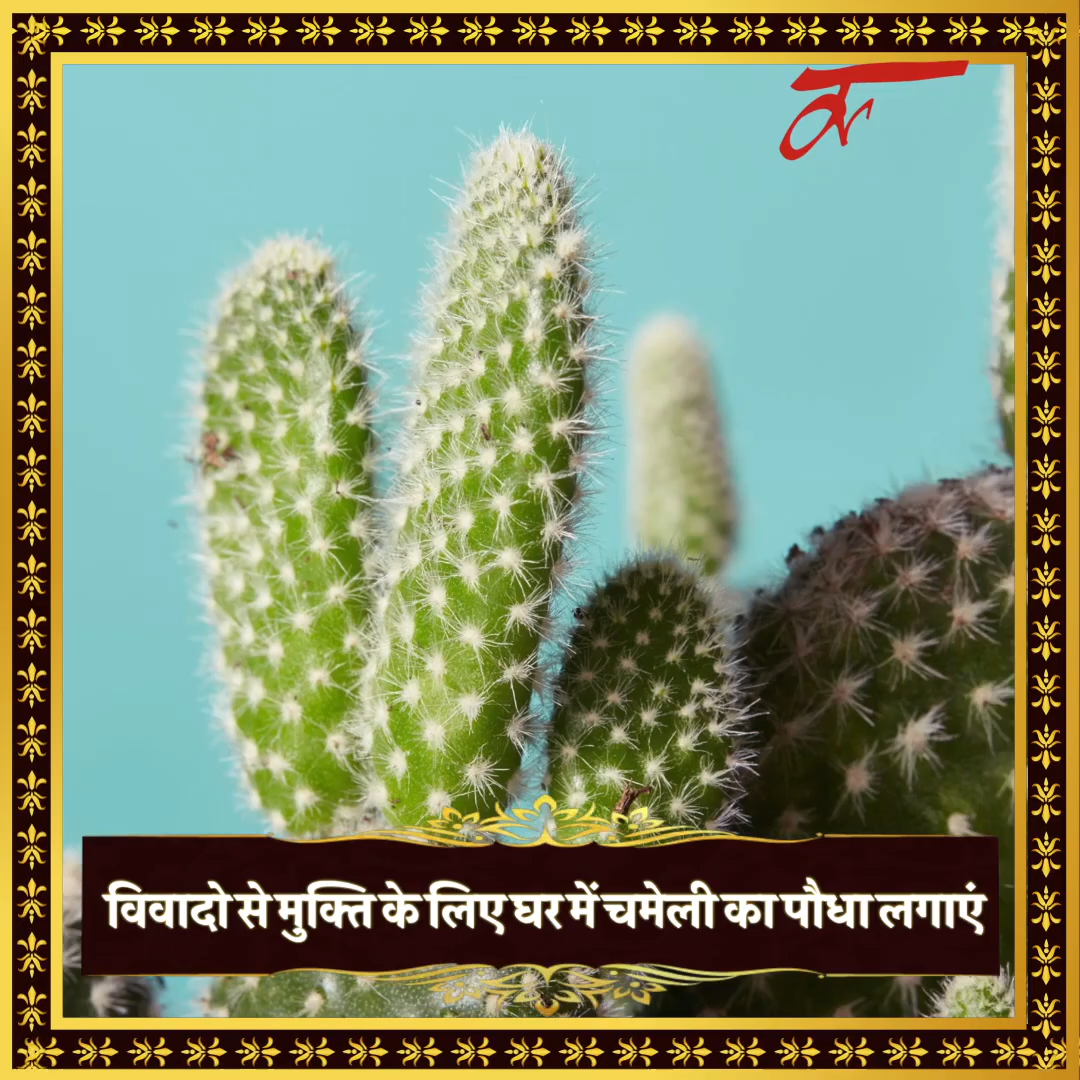 विवादो से मुक्ति के लिए घर में चमेली का पौधा लगाएं